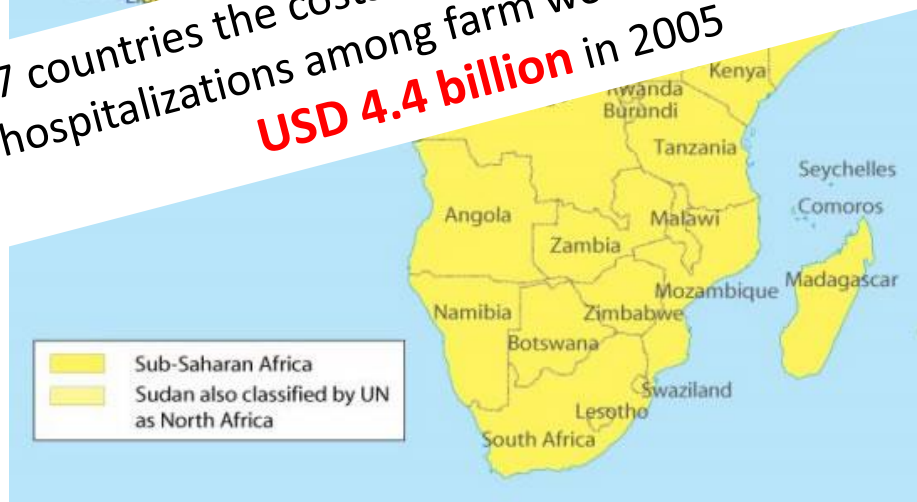 7 countries the costs
hospitalizations among farm
USD 4.4 billion in 2005
Kenya
Rwanda
Burundi
Tanzania
Seychelles
Comoros
Angola
Malawi
Zambia
Madagascar
Mozambique
Namibia
Zimbabwe
Botswana
Swaziland
Lesotho
South Africa
Sub-Saharan Africa
Sudan also classified by UN
as North Africa